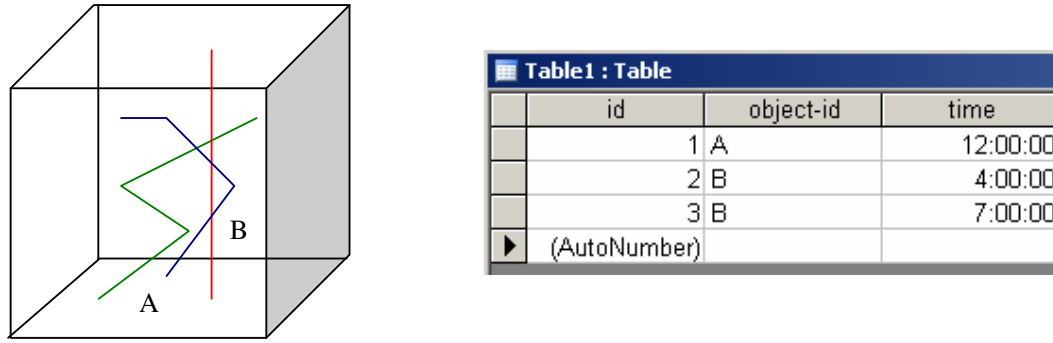 B
A
Table1 : Table
id object-id time
1 A 12:00:00
2 B 4:00:00
3 B 7:00:00
(AutoNumber)